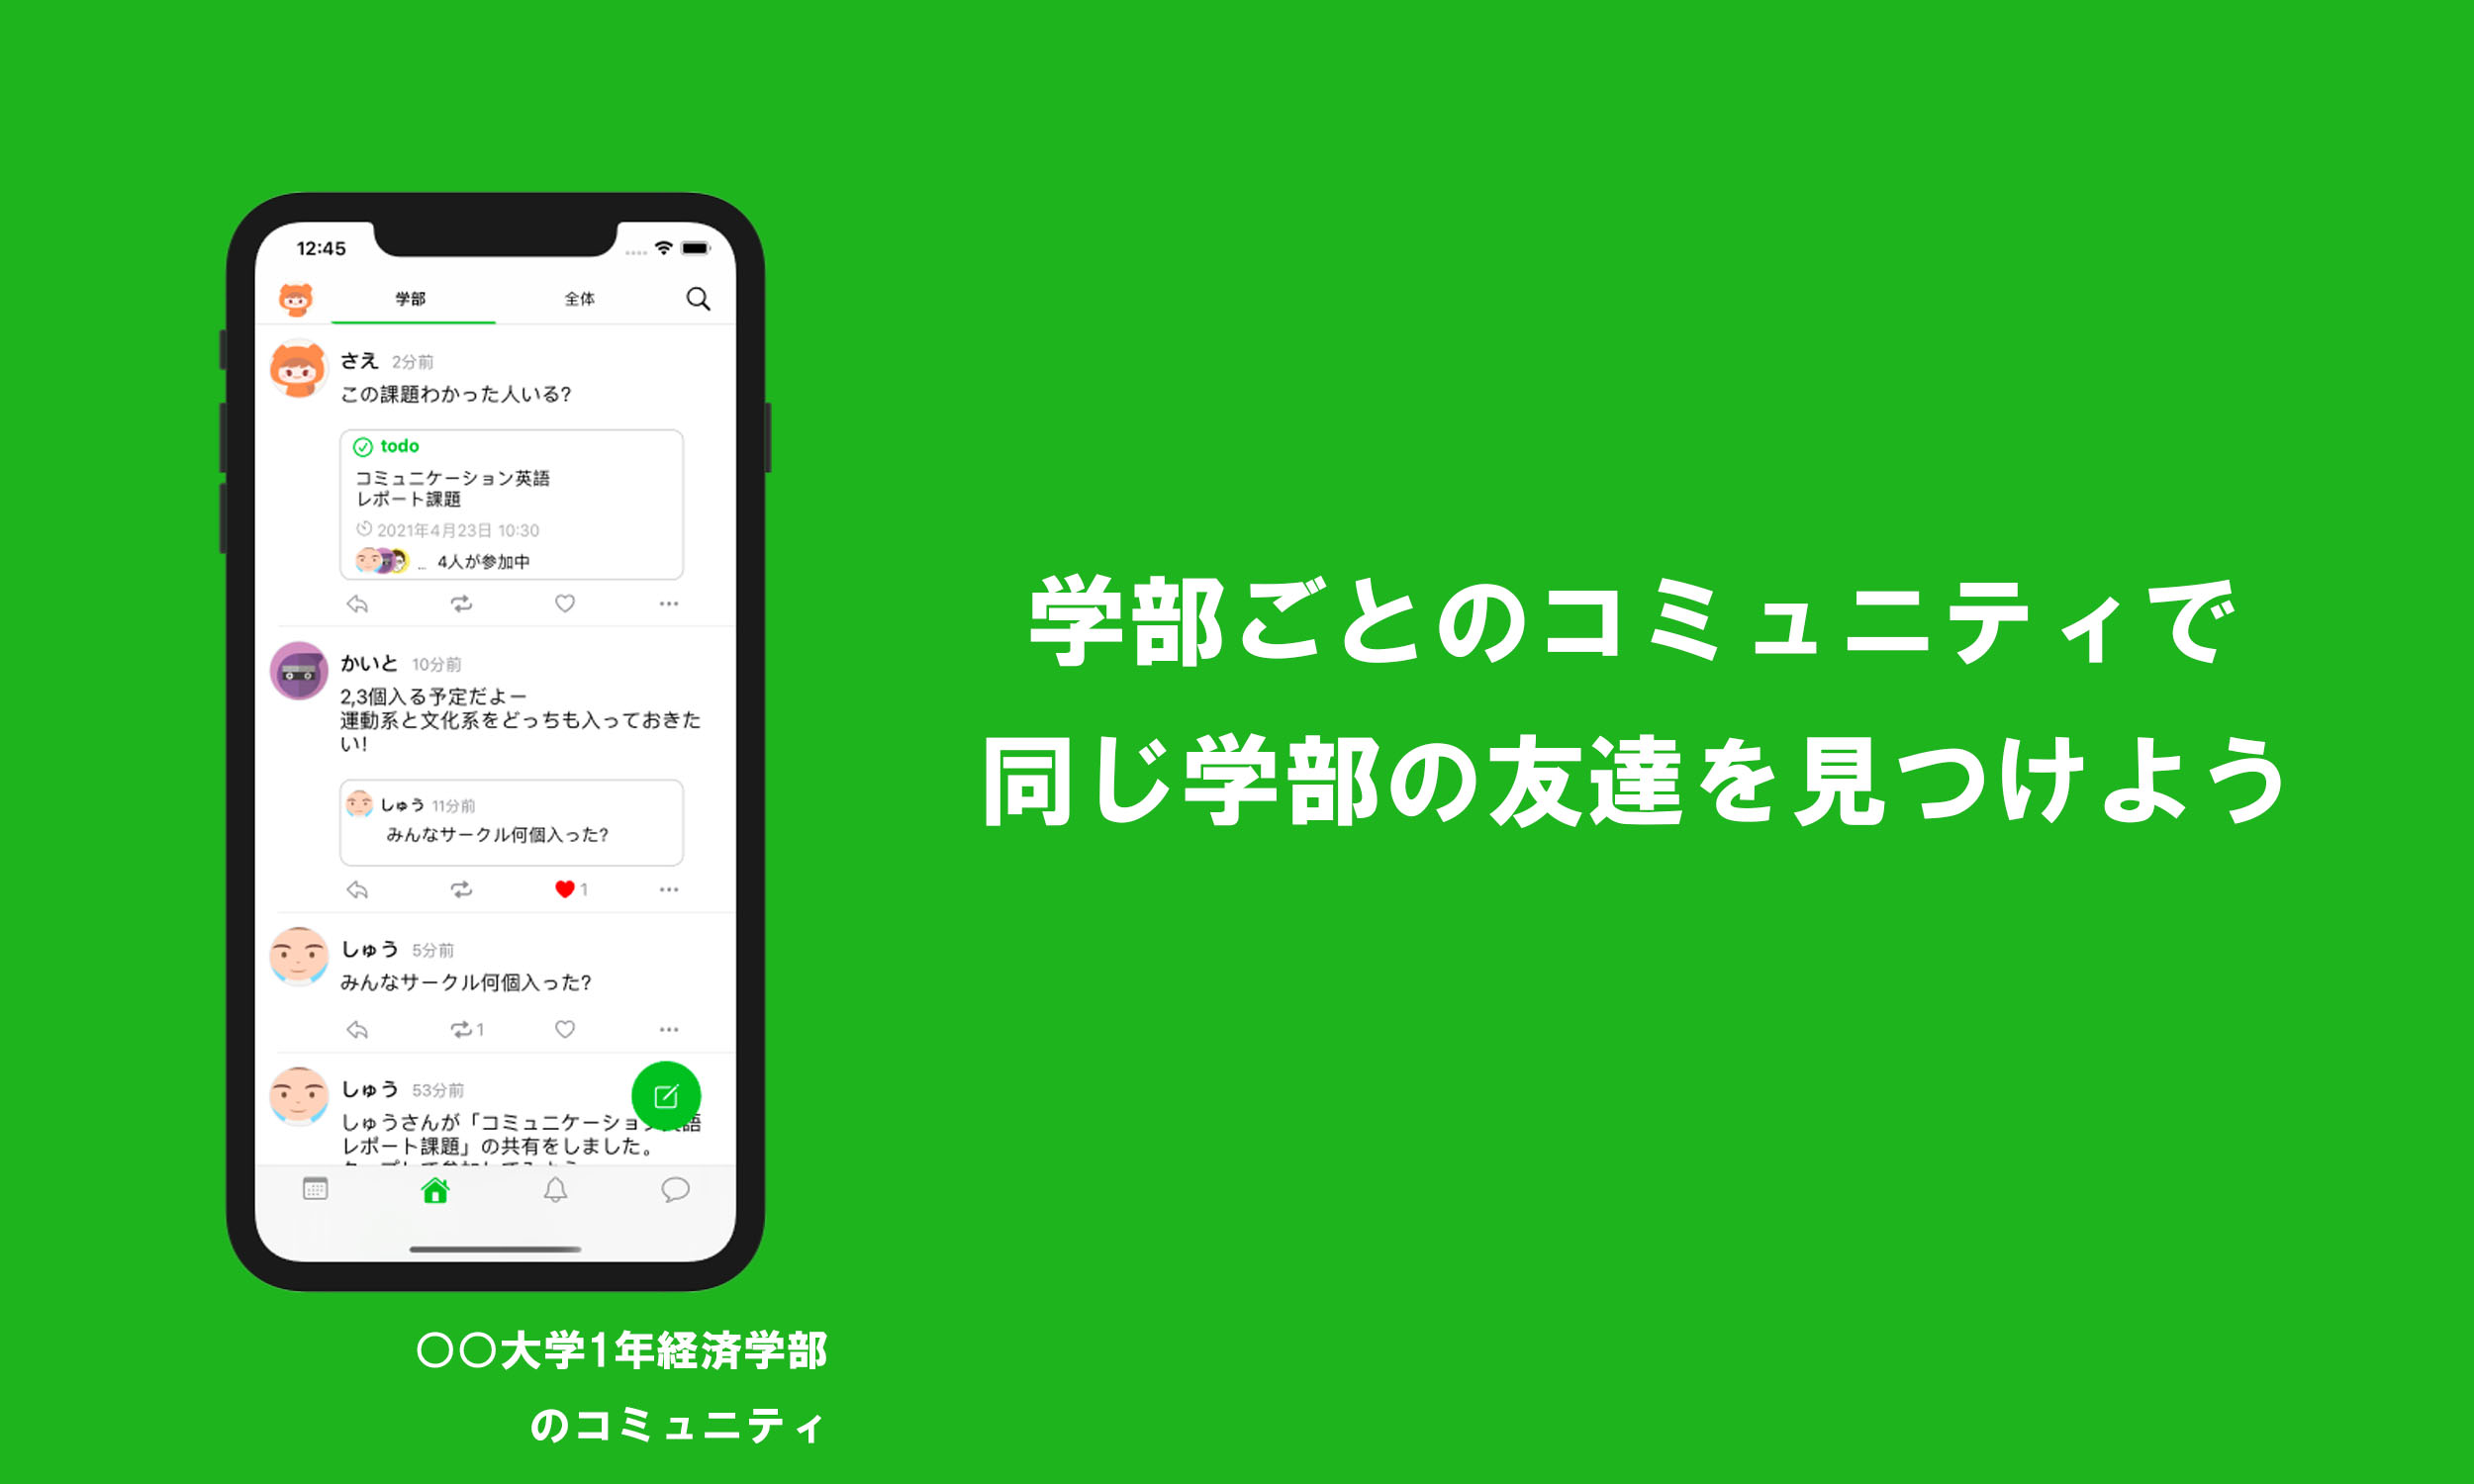 12:45
学部
全体
さえ 2分前
この課題わかった人いる?
todo
コミュニケーション英語
レポート課題
2021年4月23日 10:30
... 4人が参加中
かいと 10分前
2,3個入る予定だよー
運動系と文化系をどっちも入っておきた
い!
しゅう 11分前
みんなサークル何個入った?
1
しゅう 5分前
みんなサークル何個入った?
1
しゅう 53分前
しゅうさんが「コミュニケーション英語
レポート課題」の共有をしました。
学部ごとのコミュニティで
同じ学部の友達を見つけよう
〇〇大学1年経済学部
のコミュニティ